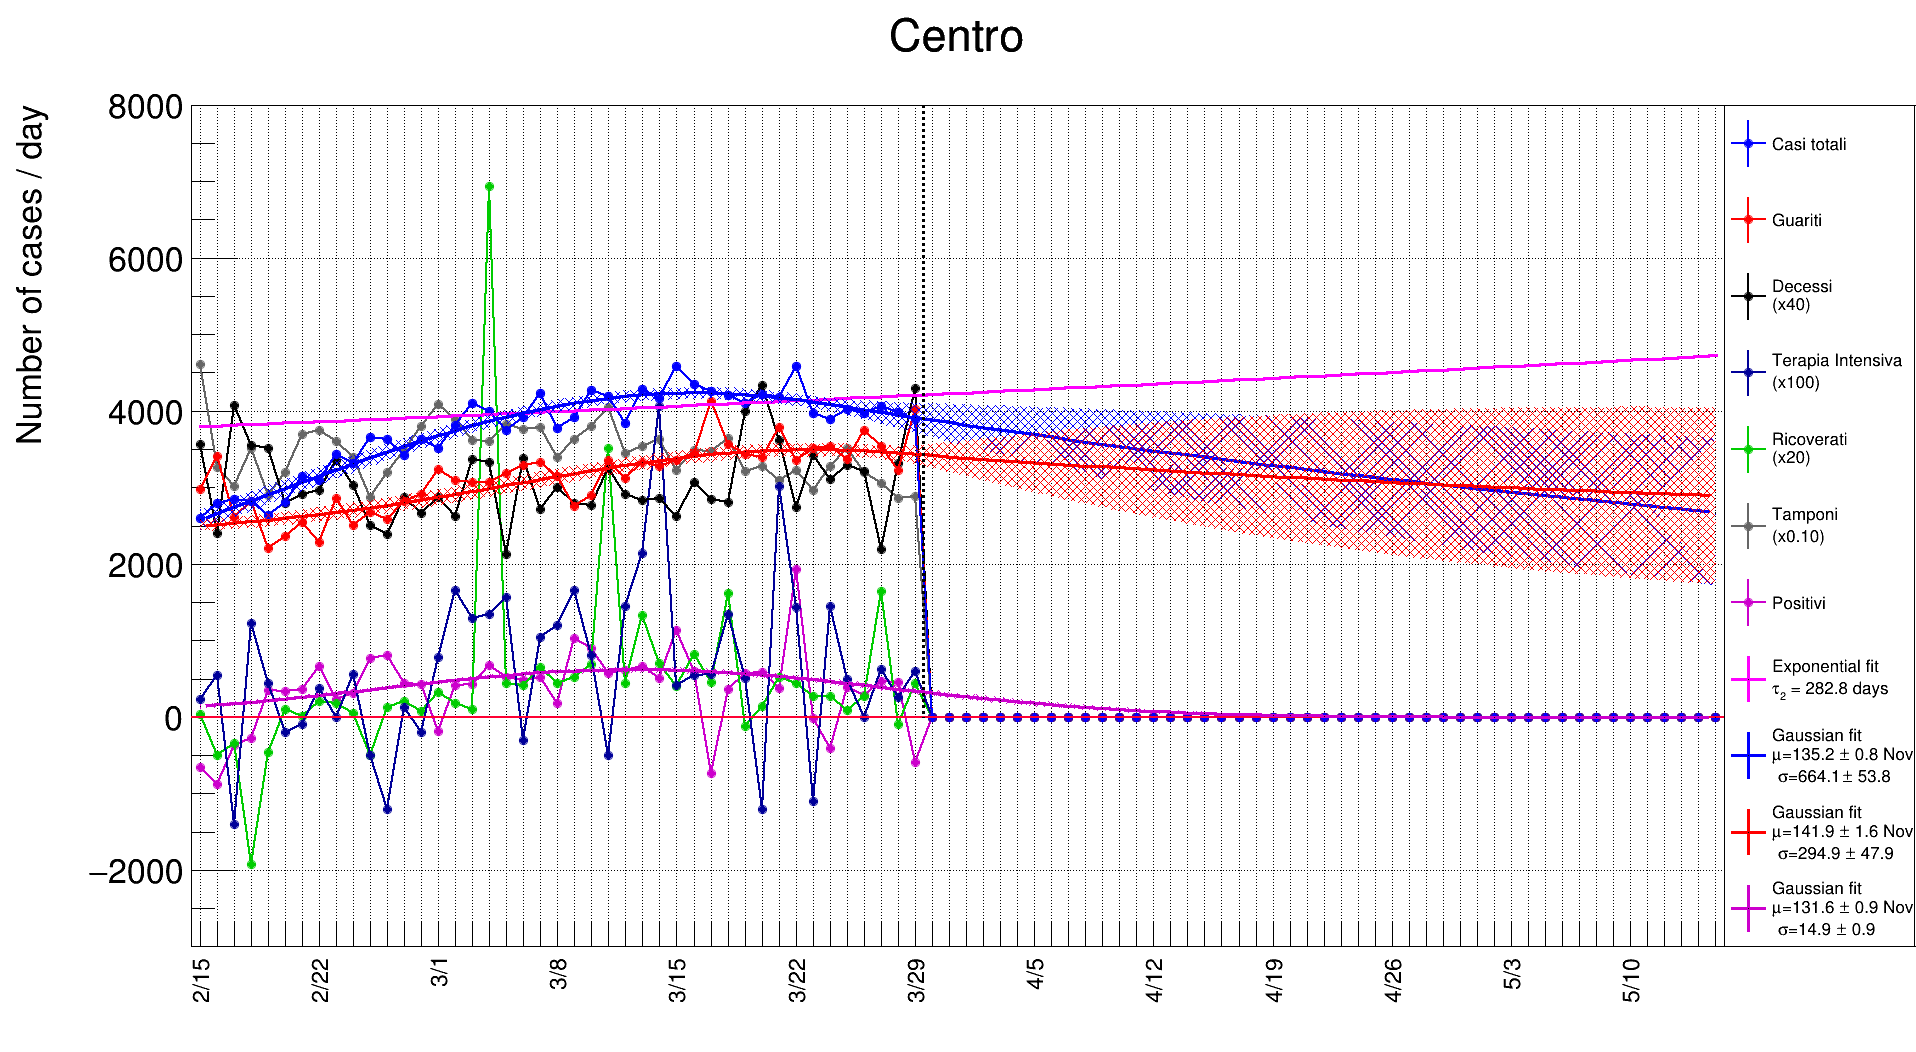 Centro
Number of cases / day
8000
6000
4000
2000
0
−2000
2/15
2/22
3/1
3/8
3/15
3/22
3/29
4/5
4/12
4/19
4/26
5/3
5/10
Casi totali
Guariti
Decessi
(x40)
Terapia Intensiva
(x100)
Ricoverati
(x20)
Tamponi
(x0.10)
Positivi
Exponential fit
τ2 = 282.8 days
Gaussian fit
μ=135.2 ± 0.8 Nov
σ=664.1 ± 53.8
Gaussian fit
μ=141.9 ± 1.6 Nov
σ=294.9 ± 47.9
Gaussian fit
μ=131.6 ± 0.9 Nov
σ=14.9 ± 0.9